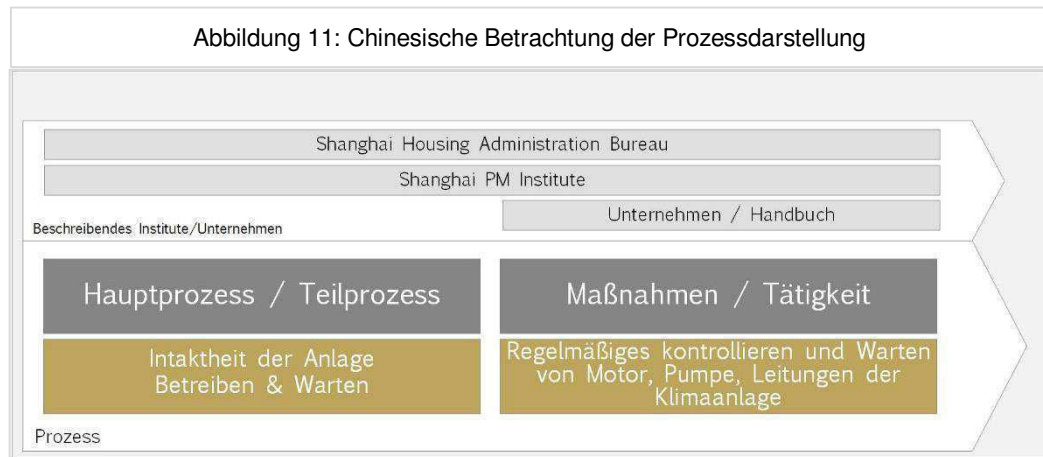 Abbildung 11: Chinesische Betrachtung der Prozessdarstellung
Shanghai Housing Administration Bureau
Shanghai PM Institute
Unternehmen / Handbuch
Beschreibendes Institute/Unternehmen
Hauptprozess / Teilprozess
Maßnahmen / Tätigkeit
Intaktheit der Anlage
Betreiben & Warten
Regelmäßiges kontrollieren und Warten
von Motor, Pumpe, Leitungen der
Klimaanlage
Prozess